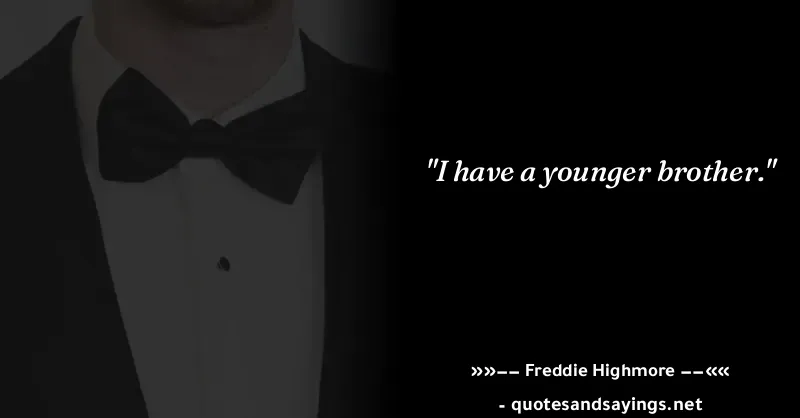 "I have a younger brother."
»»−− Freddie Highmore −−««
- quotesandsayings.net